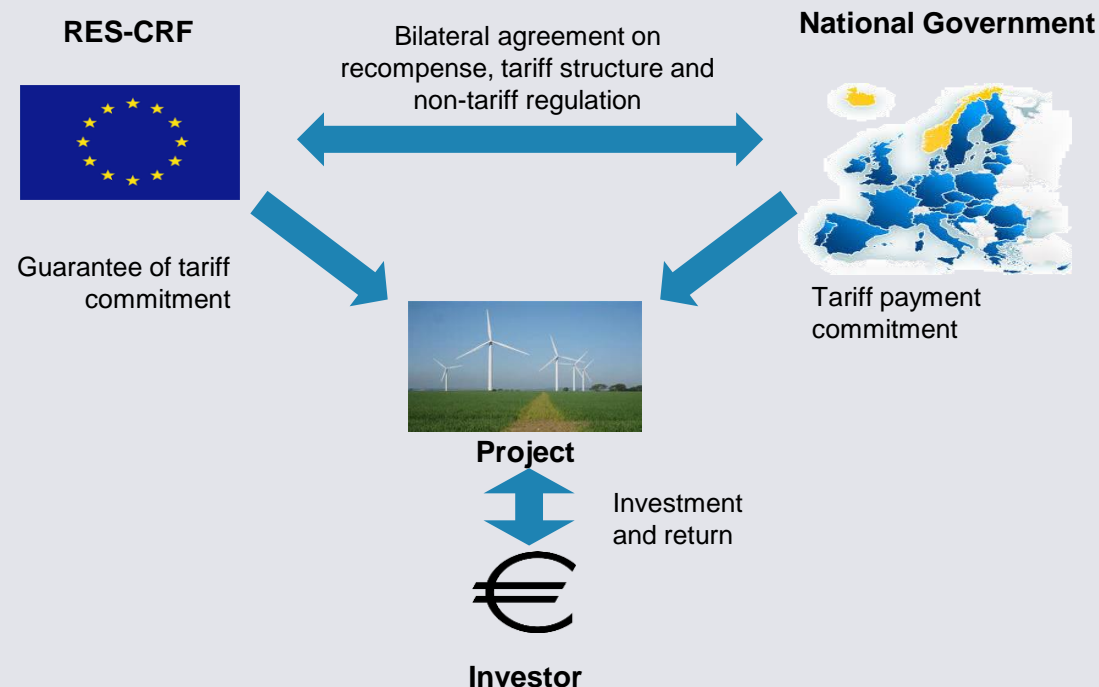 RES-CRF
National Government
Bilateral agreement on
recompense, tariff structure and
non-tariff regulation
Guarantee of tariff
commitment
Tariff payment
commitment
Project
Investment
and return
Investor